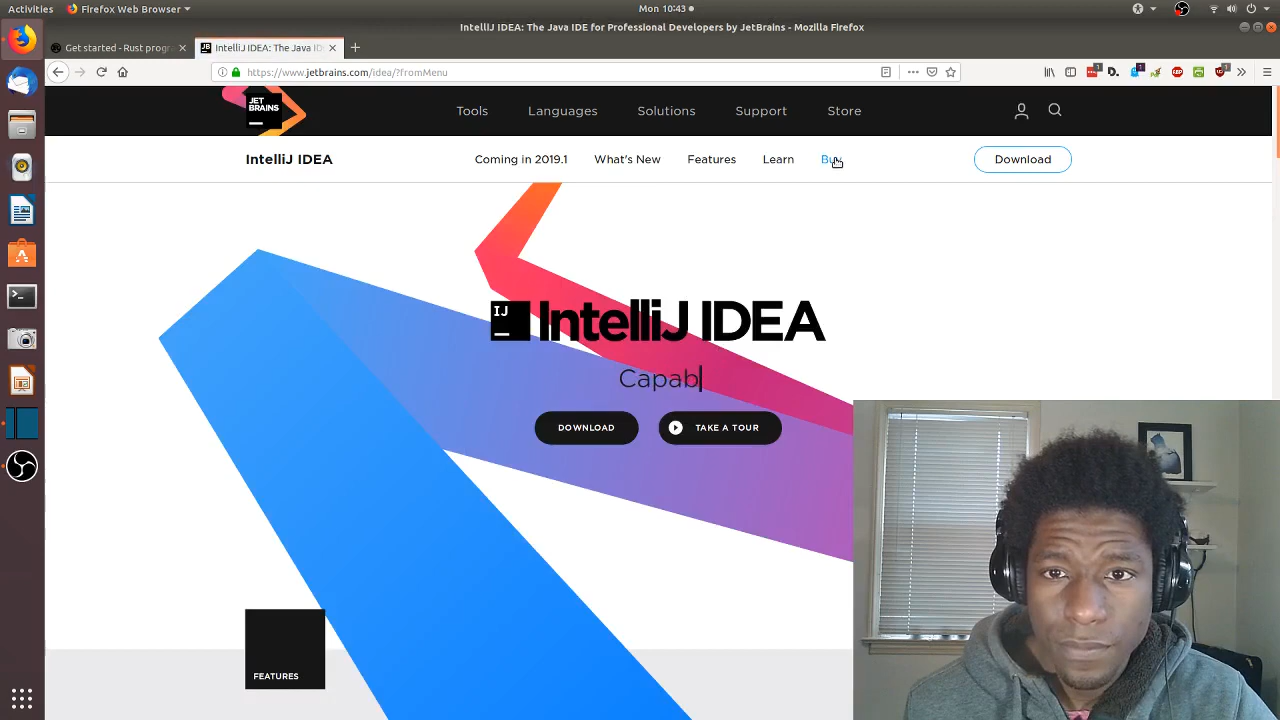 Activities Firefox Web Browser Mon 10:43
IntelliJ IDEA: The Java IDE for Professional Developers by JetBrains - Mozilla Firefox
Get started - Rust progra IntelliJ IDEA: The Java ID
https://www.jetbrains.com/idea/?fromMenu
JET BRAINS Tools Languages Solutions Support Store
IntelliJ IDEA Coming in 2019.1 What's New Features Learn Buy Download
IJ IntelliJ IDEA
Capab
DOWNLOAD TAKE A TOUR
FEATURES